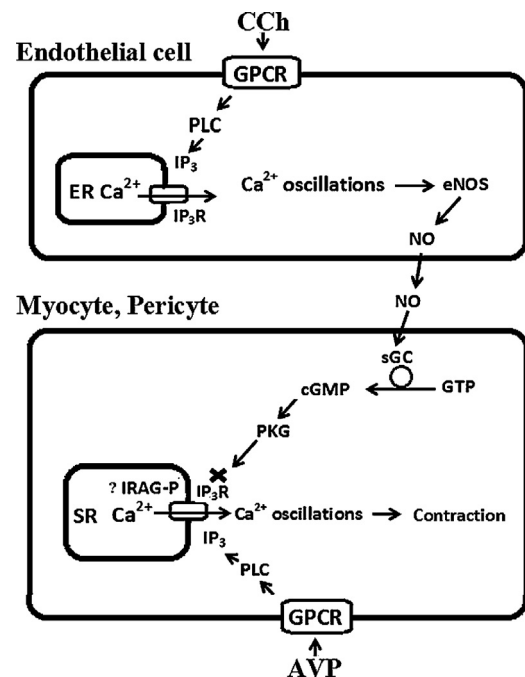 CCh
Endothelial cell
GPCR
PLC
IP₃
ER Ca²⁺
IP₃R
Ca²⁺ oscillations
eNOS
NO
Myocyte, Pericyte
NO
sGC
cGMP
GTP
PKG
? IRAG-P
IP₃R
SR Ca²⁺
Ca²⁺ oscillations
Contraction
IP₃
PLC
GPCR
AVP